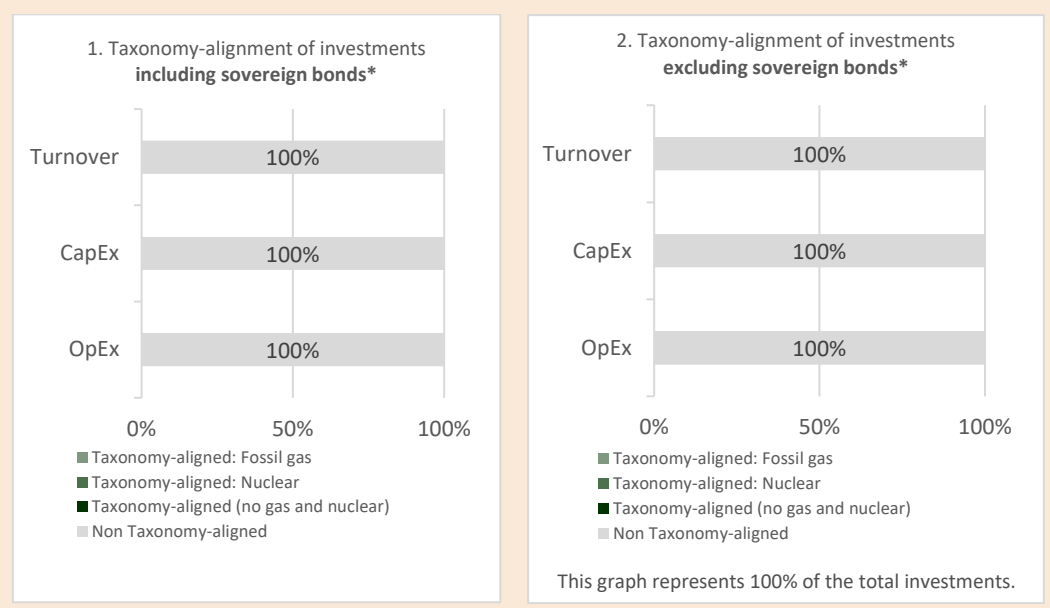 1. Taxonomy-alignment of investments
including sovereign bonds*
Turnover
100%
CapEx
100%
OpEx
100%
0%
50%
100%
Taxonomy-aligned: Fossil gas
Taxonomy-aligned: Nuclear
Taxonomy-aligned (no gas and nuclear)
Non Taxonomy-aligned
2. Taxonomy-alignment of investments
excluding sovereign bonds*
Turnover
100%
CapEx
100%
OpEx
100%
0%
50%
100%
Taxonomy-aligned: Fossil gas
Taxonomy-aligned: Nuclear
Taxonomy-aligned (no gas and nuclear)
Non Taxonomy-aligned
This graph represents 100% of the total investments.